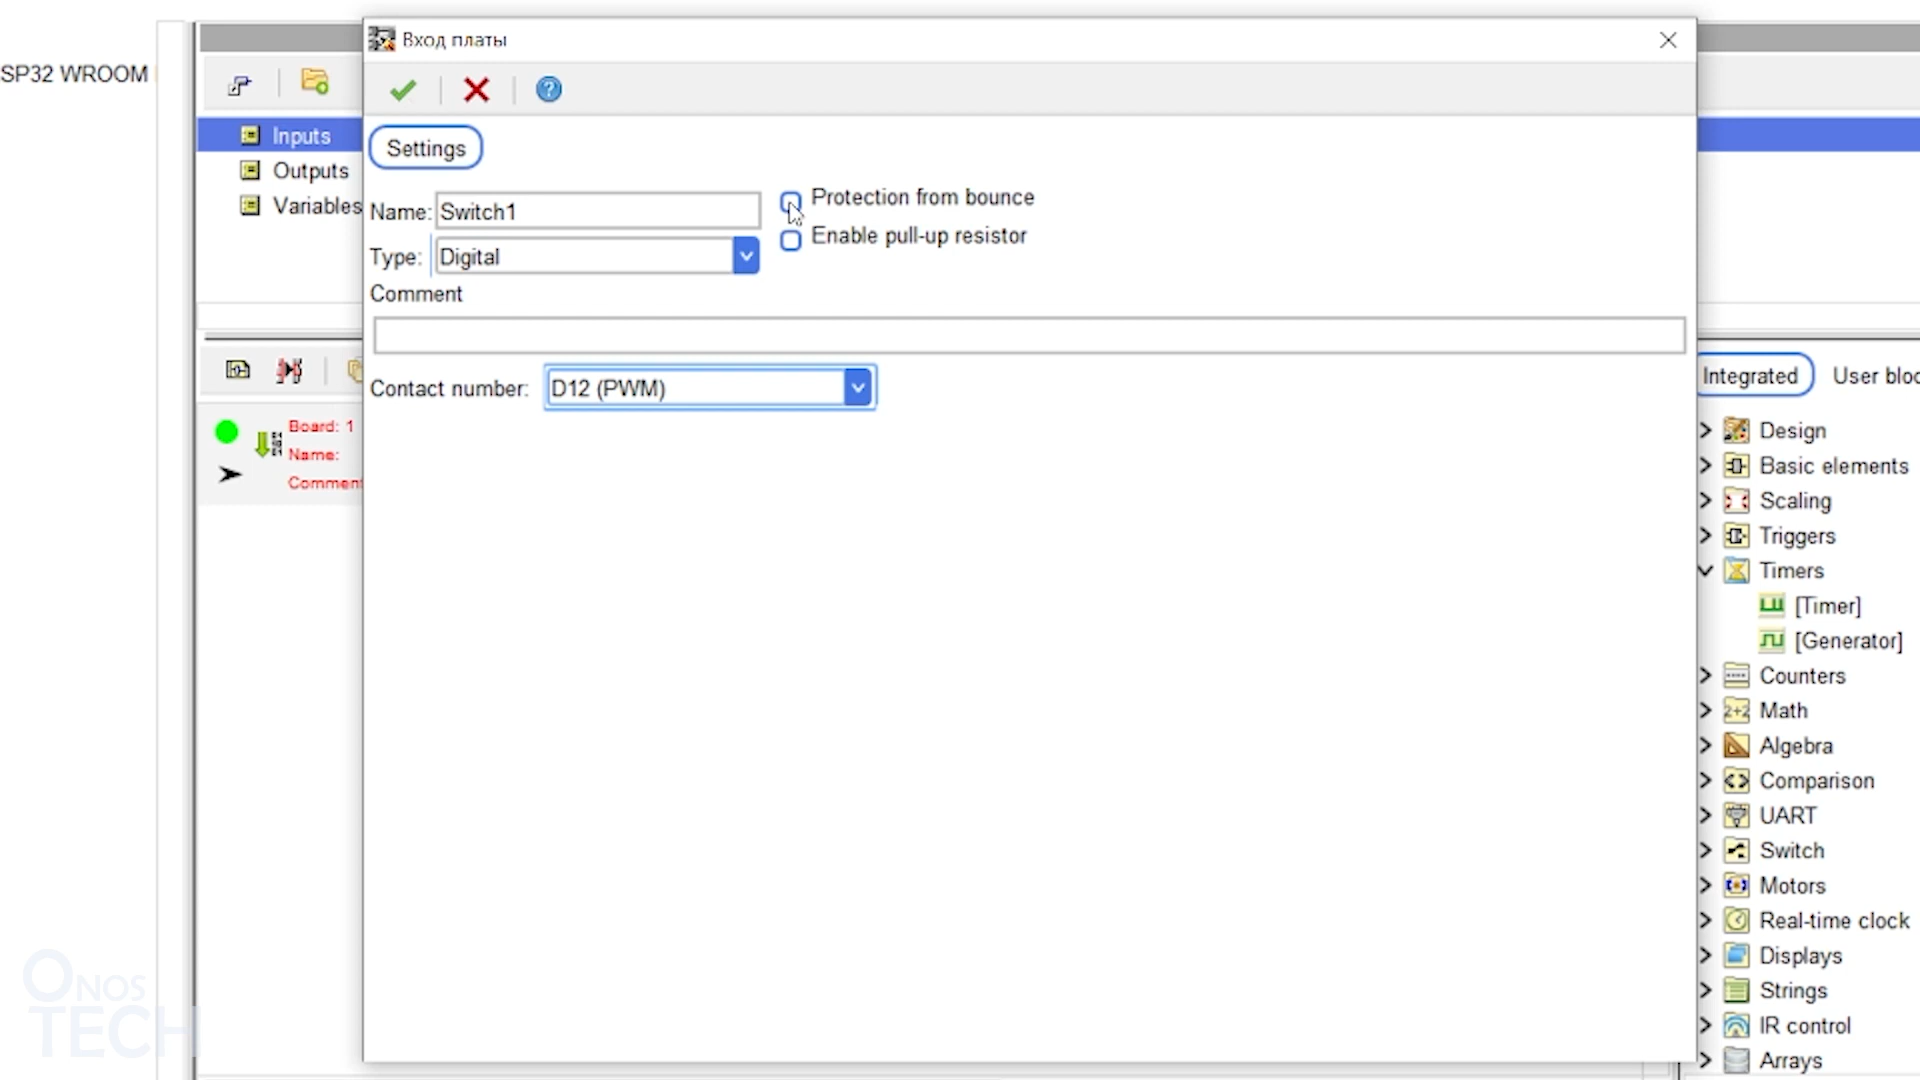 Вход платы
SP32 WROOM
Inputs
Outputs
Variables
Settings
Name: Switch1
Protection from bounce
Type: Digital
Enable pull-up resistor
Comment
Contact number: D12 (PWM)
Board: 1
Name:
Comment
Integrated
User bloc
Design
Basic elements
Scaling
Triggers
Timers
[Timer]
[Generator]
Counters
2+2 Math
Algebra
Comparison
UART
Switch
Motors
Real-time clock
Displays
Strings
IR control
Arrays
ONOS
TECH